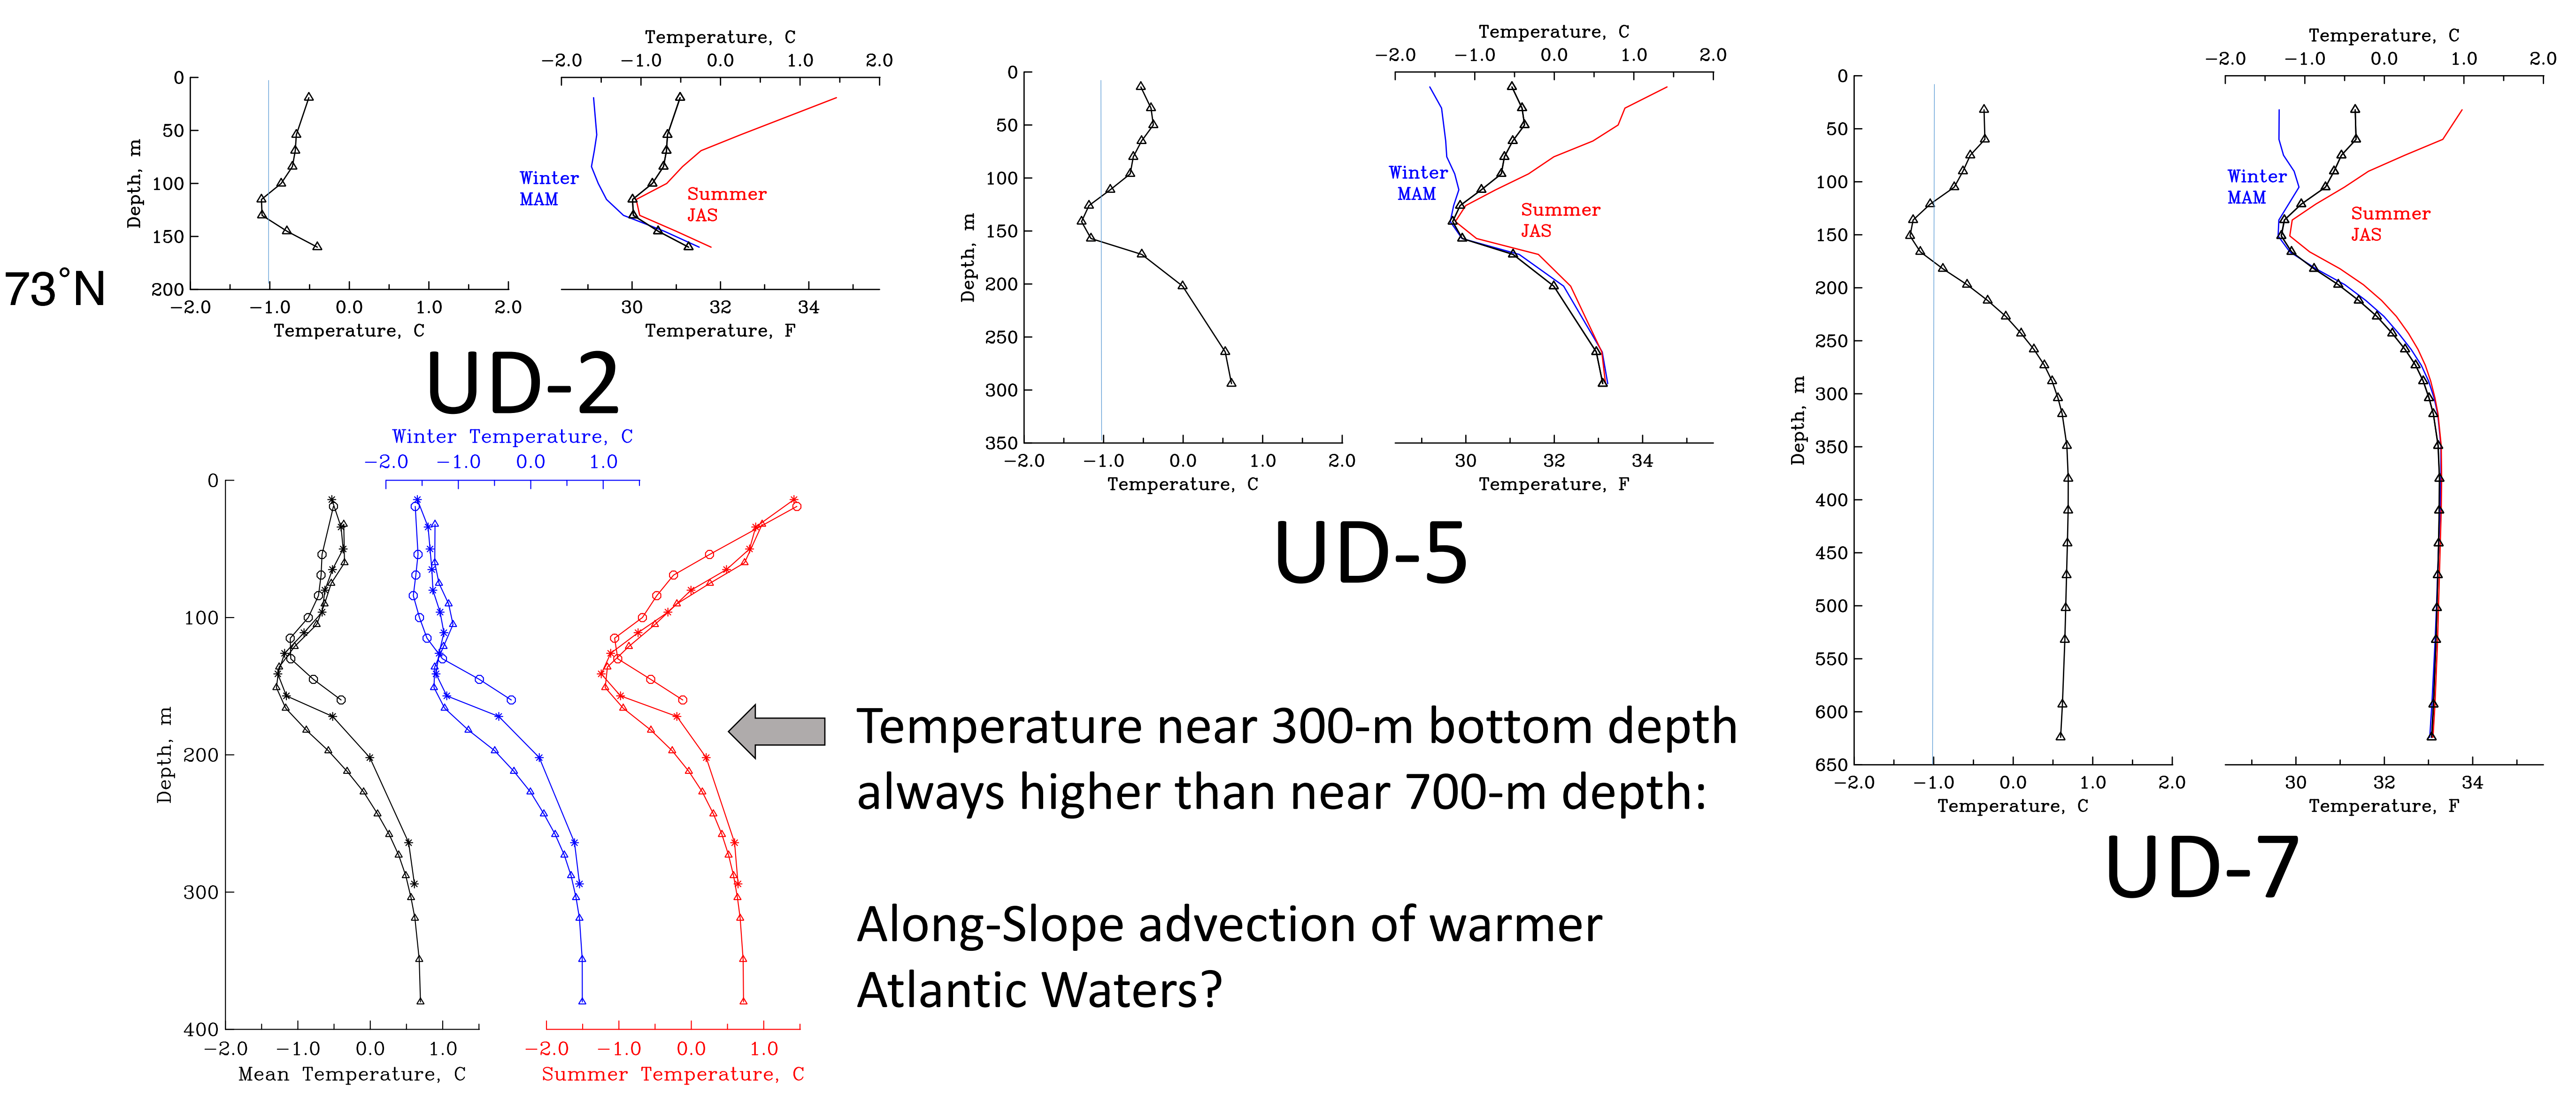 73°N
Temperature, C
−2.0 −1.0 0.0 1.0 2.0
0
50
100
150
200
Depth, m
−2.0 −1.0 0.0 1.0 2.0
Temperature, C
Winter
MAM
Summer
JAS
30 32 34
Temperature, F
UD-2
Temperature, C
−2.0 −1.0 0.0 1.0 2.0
0
50
100
150
200
250
300
350
Depth, m
−2.0 −1.0 0.0 1.0 2.0
Temperature, C
Winter
MAM
Summer
JAS
30 32 34
Temperature, F
UD-5
Temperature, C
−2.0 −1.0 0.0 1.0 2.0
0
50
100
150
200
250
300
350
400
450
500
550
600
650
Depth, m
−2.0 −1.0 0.0 1.0 2.0
Temperature, C
Winter
MAM
Summer
JAS
30 32 34
Temperature, F
UD-7
Winter Temperature, C
−2.0 −1.0 0.0 1.0
0
100
200
300
400
Depth, m
−2.0 −1.0 0.0 1.0
Mean Temperature, C
−2.0 −1.0 0.0 1.0
Summer Temperature, C
Temperature near 300-m bottom depth
always higher than near 700-m depth:
Along-Slope advection of warmer
Atlantic Waters?